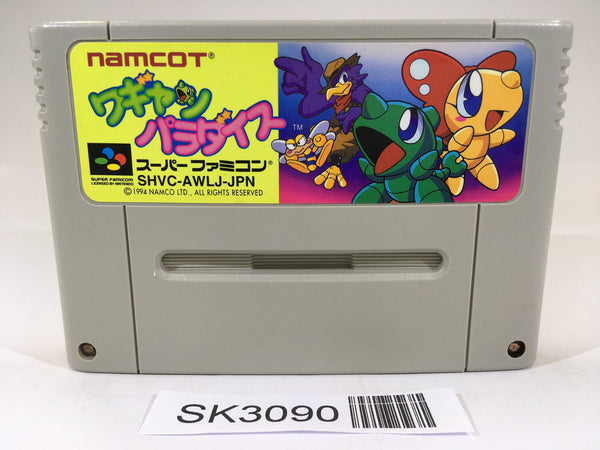 namcot®
ワギャン
パラダイス
™
スーパーファミコン®
SUPER FAMICOM
LICENSED BY NINTENDO
SHVC-AWLJ-JPN
©1994 NAMCO LTD., ALL RIGHTS RESERVED
SK3090